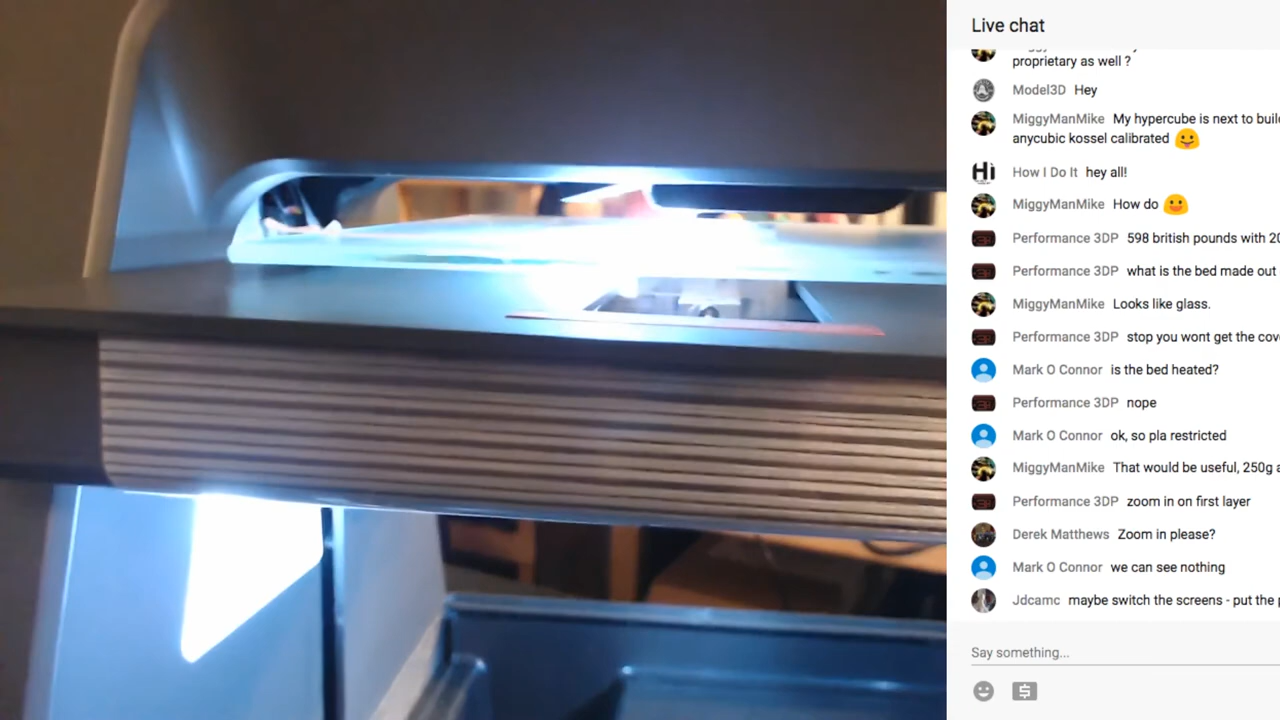 Live chat
proprietary as well ?
Model3D Hey
MiggyManMike My hypercube is next to
anycubic kossel calibrated
How I Do It hey all!
MiggyManMike How do
Performance 3DP 598 british pounds with
Performance 3DP what is the bed made out
MiggyManMike Looks like glass.
Performance 3DP stop you wont get the
Mark O Connor is the bed heated?
Performance 3DP nope
Mark O Connor ok, so pla restricted
MiggyManMike That would be useful, 250g
Performance 3DP zoom in on first layer
Derek Matthews Zoom in please?
Mark O Connor we can see nothing
Jdcamc maybe switch the screens - put the
Say something...